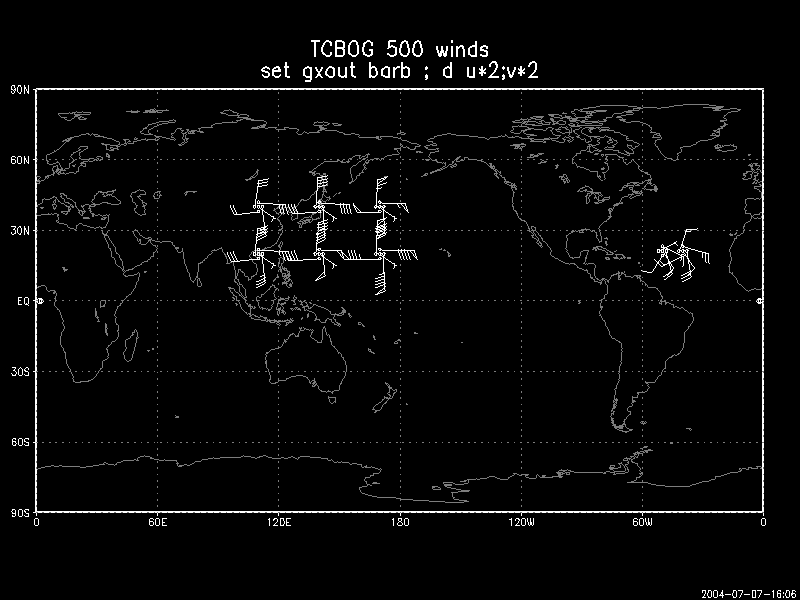 TCBOG 500 winds
set gxout barb ; d u*2;v*2
90N
60N
30N
EQ
30S
60S
90S
0 60E 120E 180 120W 60W 0
2004-07-07-16:06